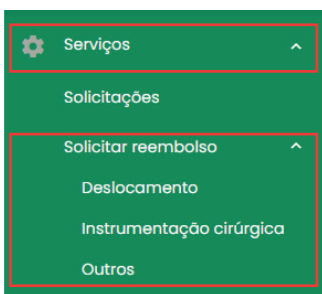 Serviços
Solicitações
Solicitar reembolso
Deslocamento
Instrumentação cirúrgica
Outros